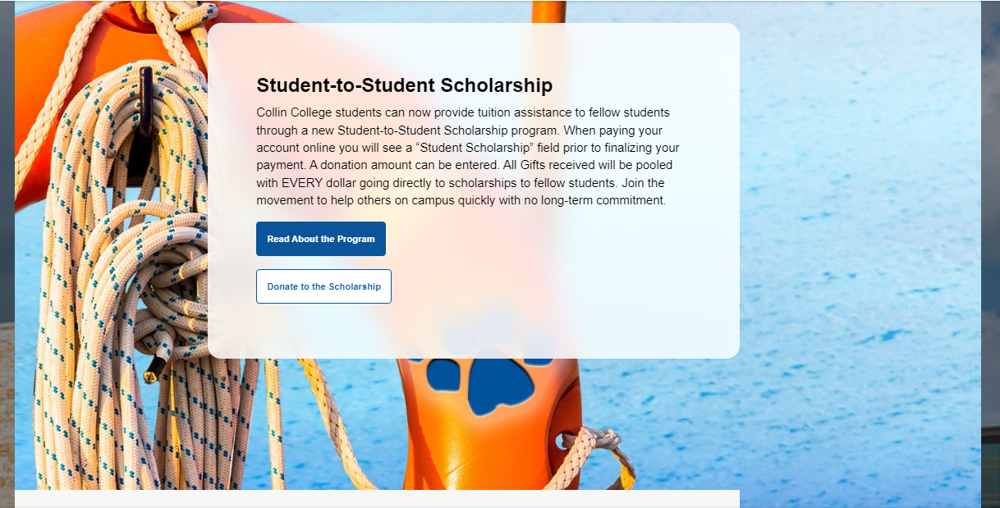 Student-to-Student Scholarship
Collin College students can now provide tuition assistance to fellow students
through a new Student-to-Student Scholarship program. When paying your
account online you will see a “Student Scholarship” field prior to finalizing your
payment. A donation amount can be entered. All Gifts received will be pooled
with EVERY dollar going directly to scholarships to fellow students. Join the
movement to help others on campus quickly with no long-term commitment.
Read About the Program
Donate to the Scholarship